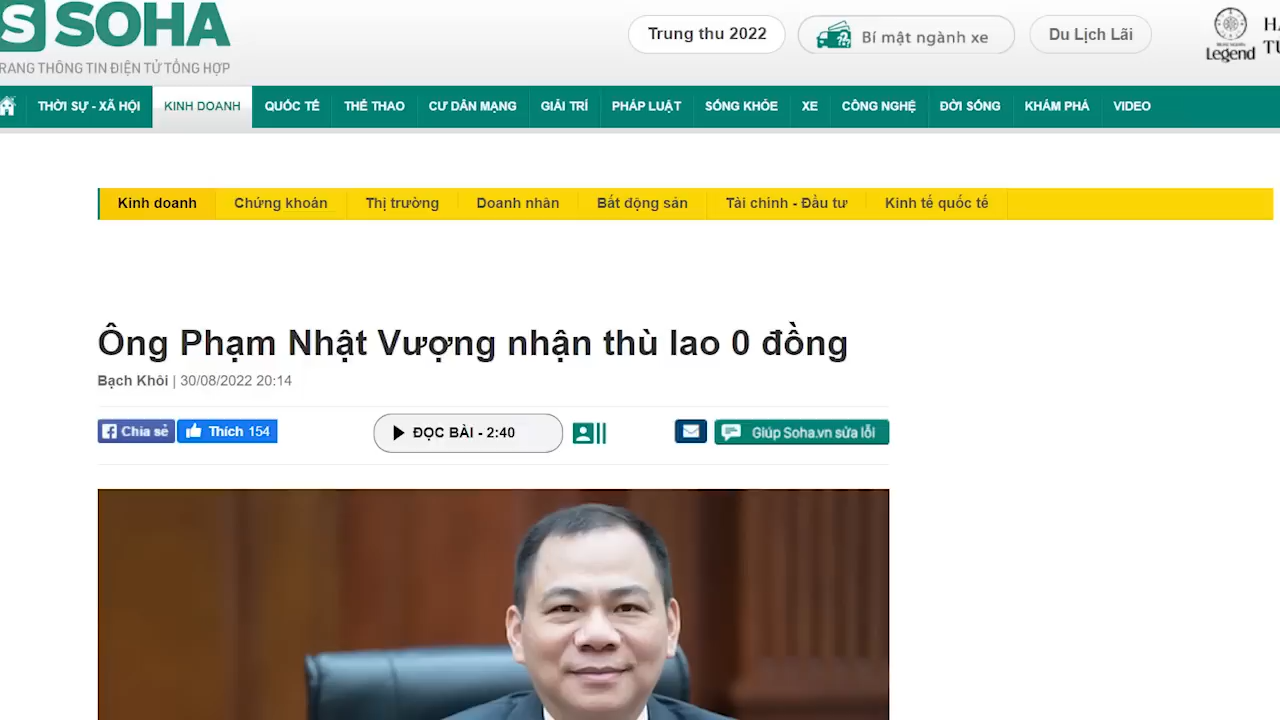 S SOHA
RANG THÔNG TIN ĐIỆN TỬ TỔNG HỢP
Trung thu 2022
Bí mật ngành xe
Du Lịch Lãi
Legend
THỜI SỰ - XÃ HỘI
KINH DOANH
QUỐC TẾ
THỂ THAO
CƯ DÂN MẠNG
GIẢI TRÍ
PHÁP LUẬT
SỐNG KHỎE
XE
CÔNG NGHỆ
ĐỜI SỐNG
KHÁM PHÁ
VIDEO
Kinh doanh
Chứng khoán
Thị trường
Doanh nhân
Bất động sản
Tài chính - Đầu tư
Kinh tế quốc tế
Ông Phạm Nhật Vượng nhận thù lao 0 đồng
Bạch Khôi | 30/08/2022 20:14
Chia sẻ
Thích 154
ĐỌC BÀI - 2:40
Giúp Soha.vn sửa lỗi